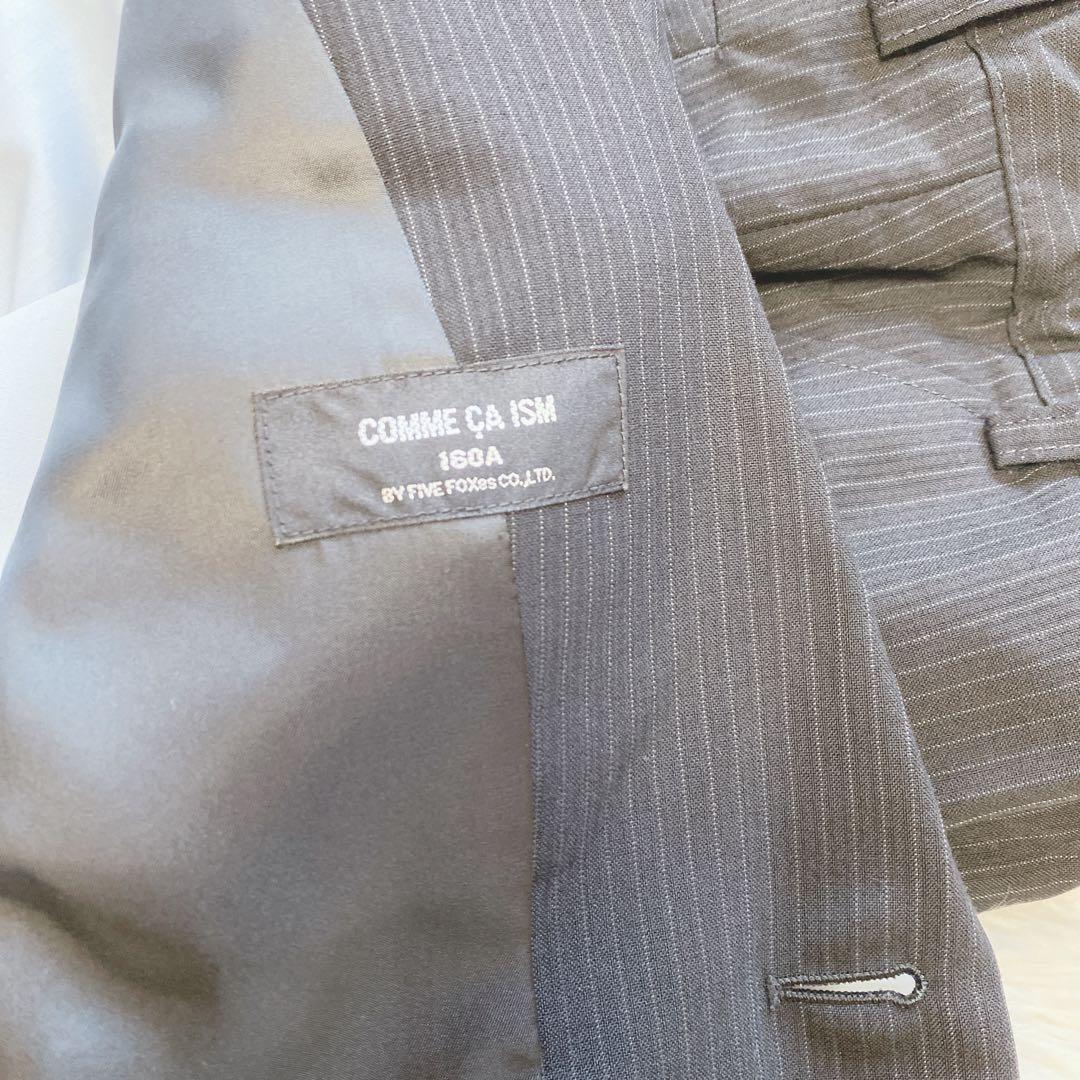 COMME ÇA ISM
160A
BY FIVE FOXes CO.,LTD.